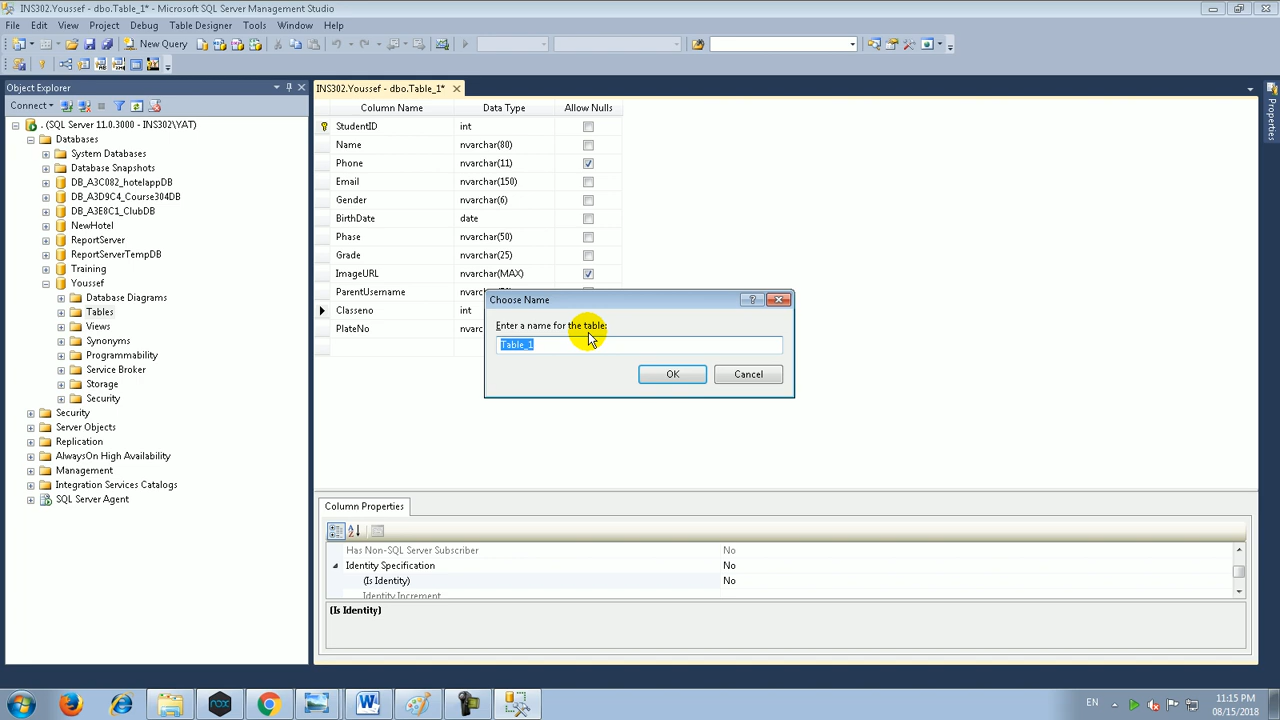 INS302.Youssef - dbo.Table_1* - Microsoft SQL Server Management Studio
File Edit View Project Debug Table Designer Tools Window Help
New Query
Object Explorer
INS302.Youssef - dbo.Table_1*
Connect
. (SQL Server 11.0.3000 - INS302\YAT)
Databases
System Databases
Database Snapshots
DB_A3C082_hotelappDB
DB_A3D9C4_Course304DB
DB_A3E8C1_ClubDB
NewHotel
ReportServer
ReportServerTempDB
Training
Youssef
Database Diagrams
Tables
Views
Synonyms
Programmability
Service Broker
Storage
Security
Security
Server Objects
Replication
AlwaysOn High Availability
Management
Integration Services Catalogs
SQL Server Agent
Column Name Data Type Allow Nulls
StudentID int
Name nvarchar(80)
Phone nvarchar(11)
Email nvarchar(150)
Gender nvarchar(6)
BirthDate date
Phase nvarchar(50)
Grade nvarchar(25)
ImageURL nvarchar(MAX)
ParentUsername
Classeno int
PlateNo nvarc
Choose Name
Enter a name for the table:
Table_1
OK Cancel
Column Properties
Has Non-SQL Server Subscriber No
Identity Specification No
(Is Identity) No
Identity Increment
(Is Identity)
Properties
EN
11:15 PM
08/15/2018